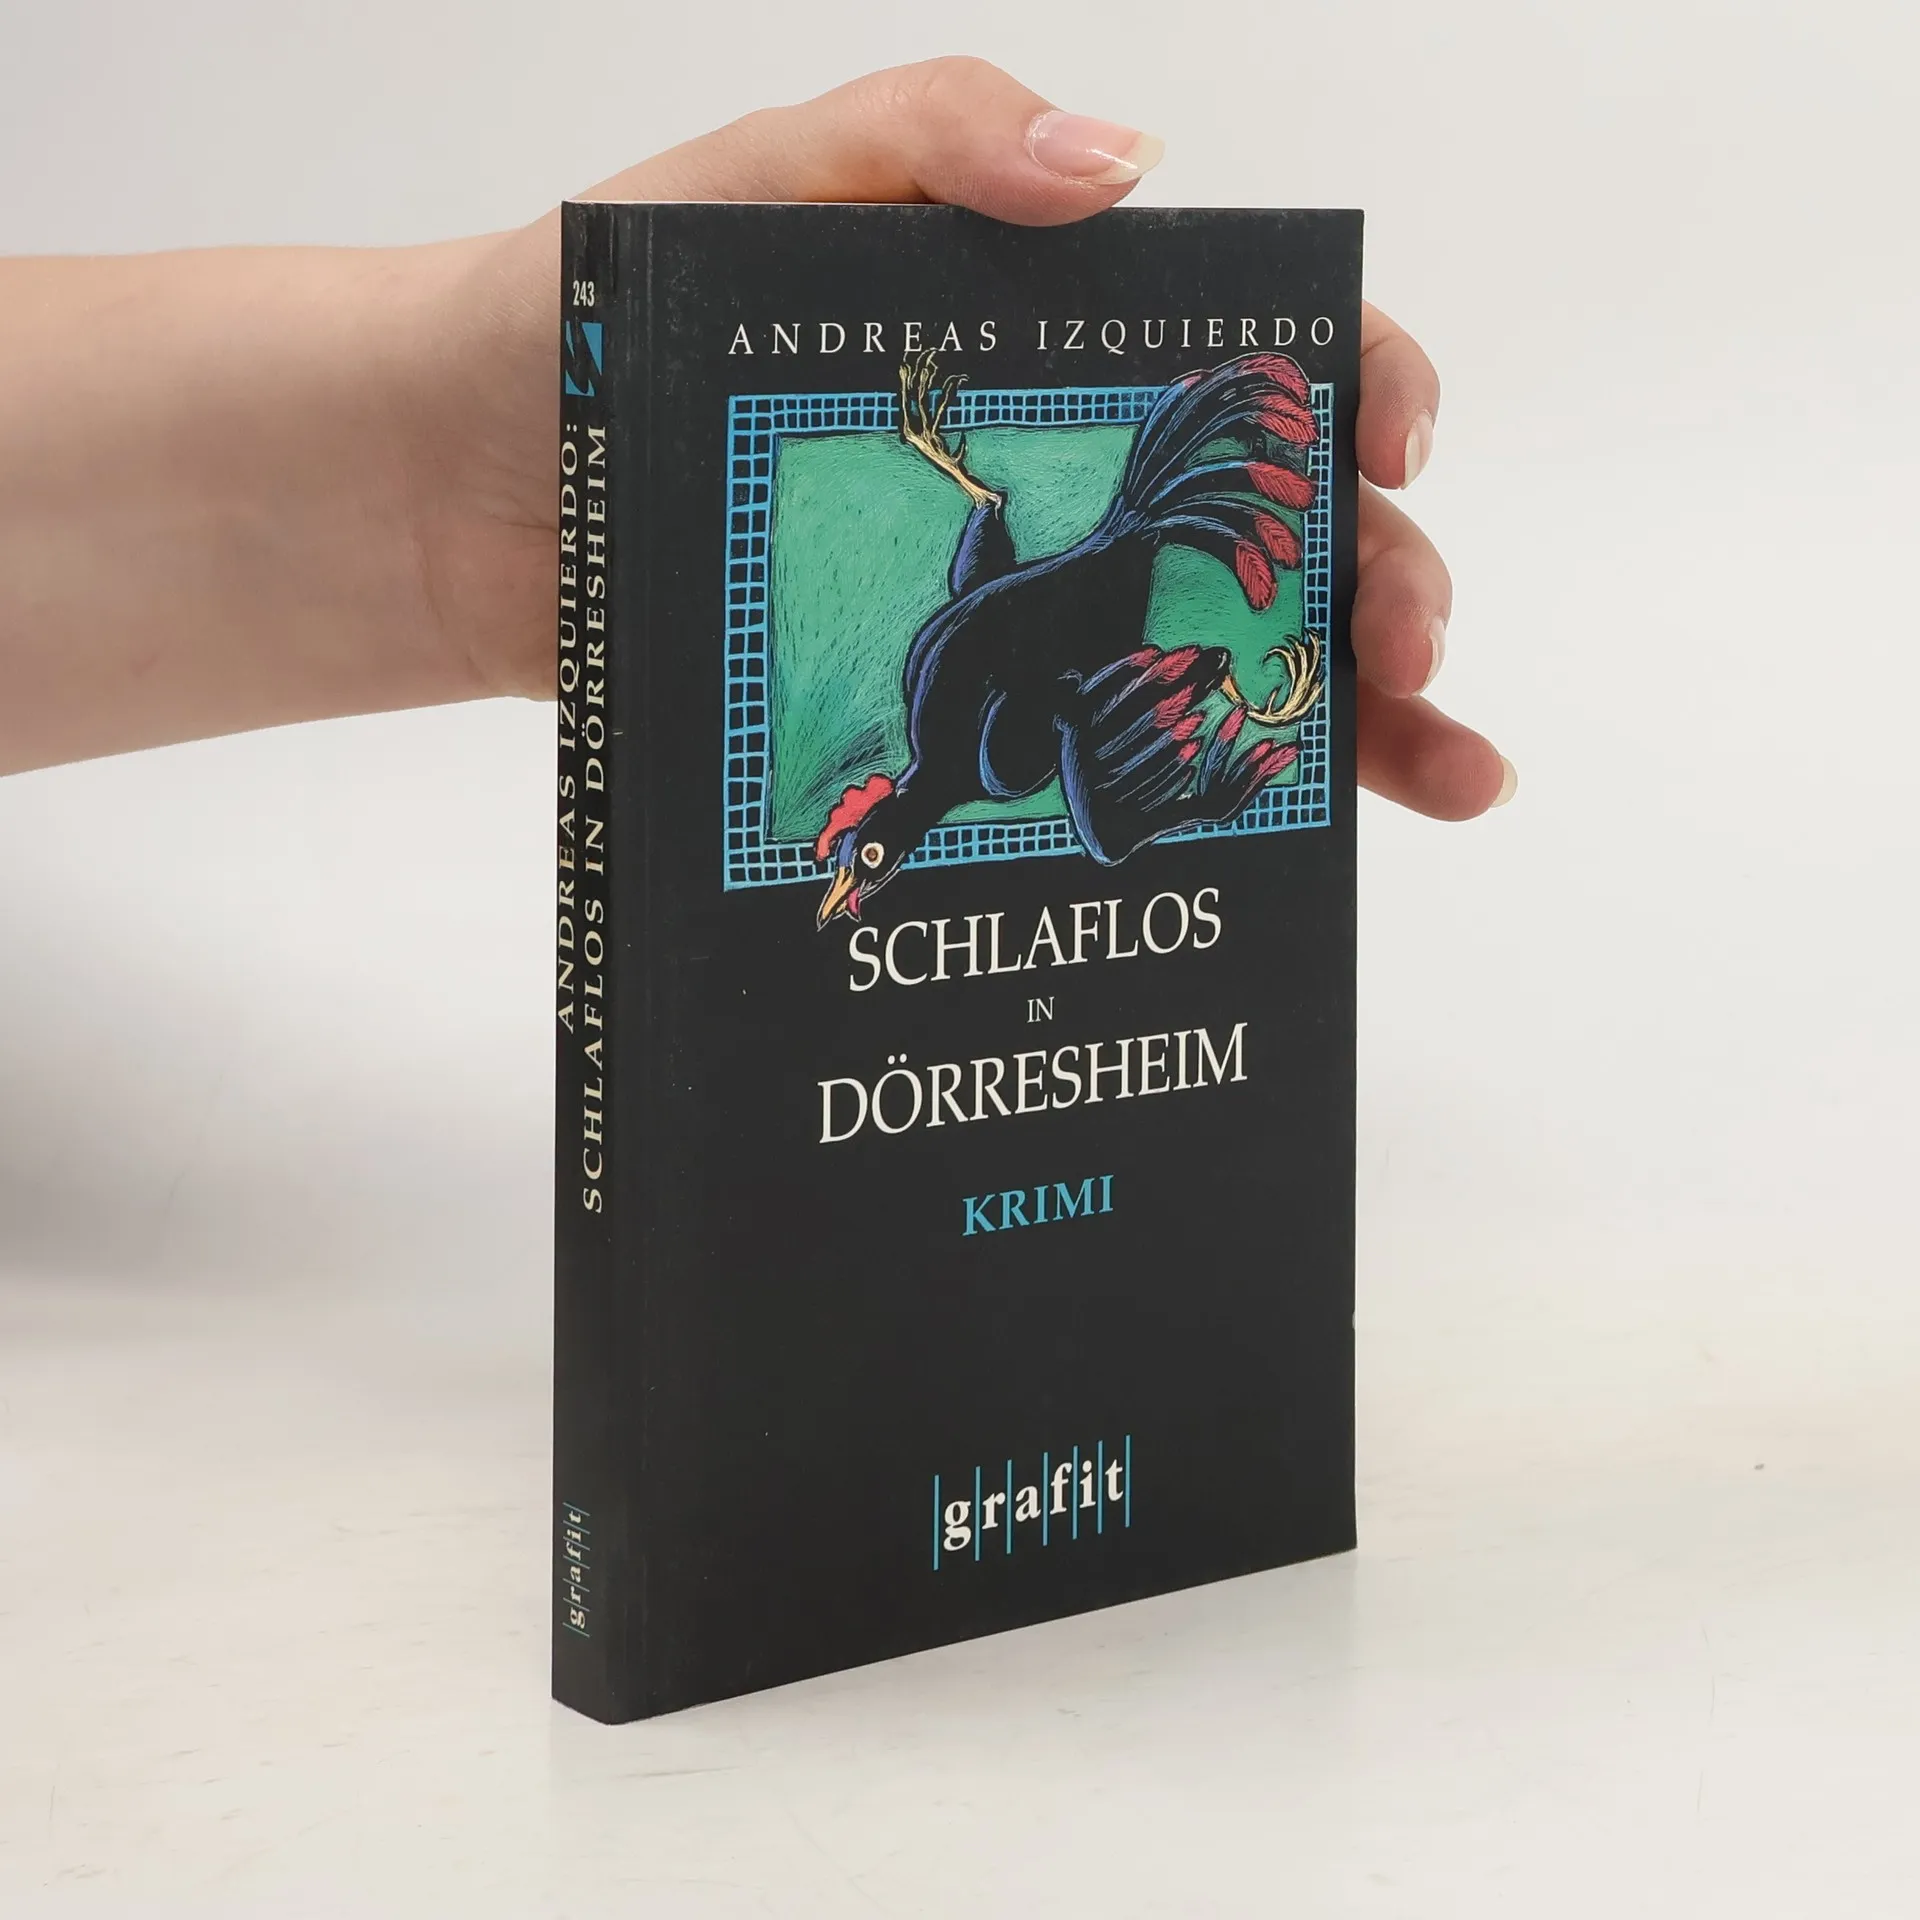 243
ANDREAS IZQUIERDO:
SCHLAFLOS IN DÖRRESHEIM
grafit
ANDREAS IZQUIERDO
SCHLAFLOS
IN
DÖRRESHEIM
KRIMI
grafit